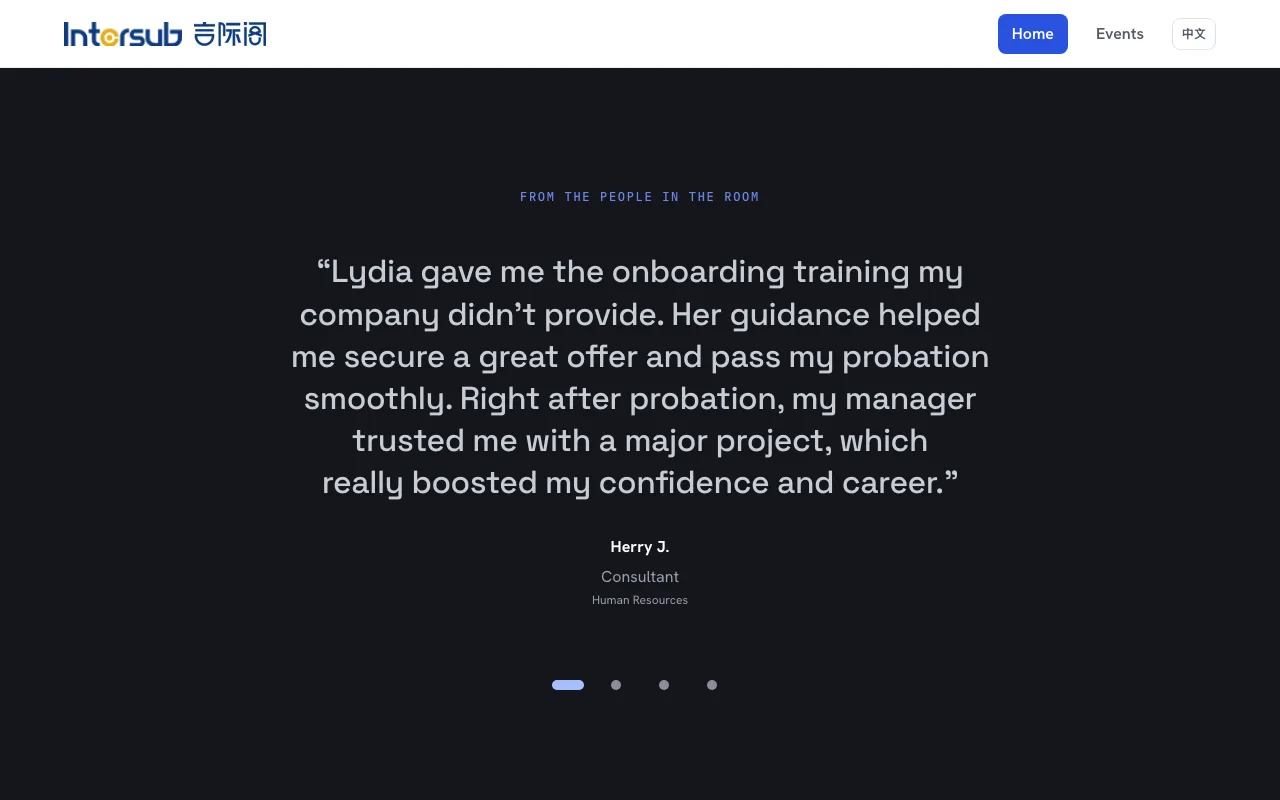 Intersub 言际阁
Home
Events
中文
FROM THE PEOPLE IN THE ROOM
“Lydia gave me the onboarding training my
company didn’t provide. Her guidance helped
me secure a great offer and pass my probation
smoothly. Right after probation, my manager
trusted me with a major project, which
really boosted my confidence and career.”
Herry J.
Consultant
Human Resources